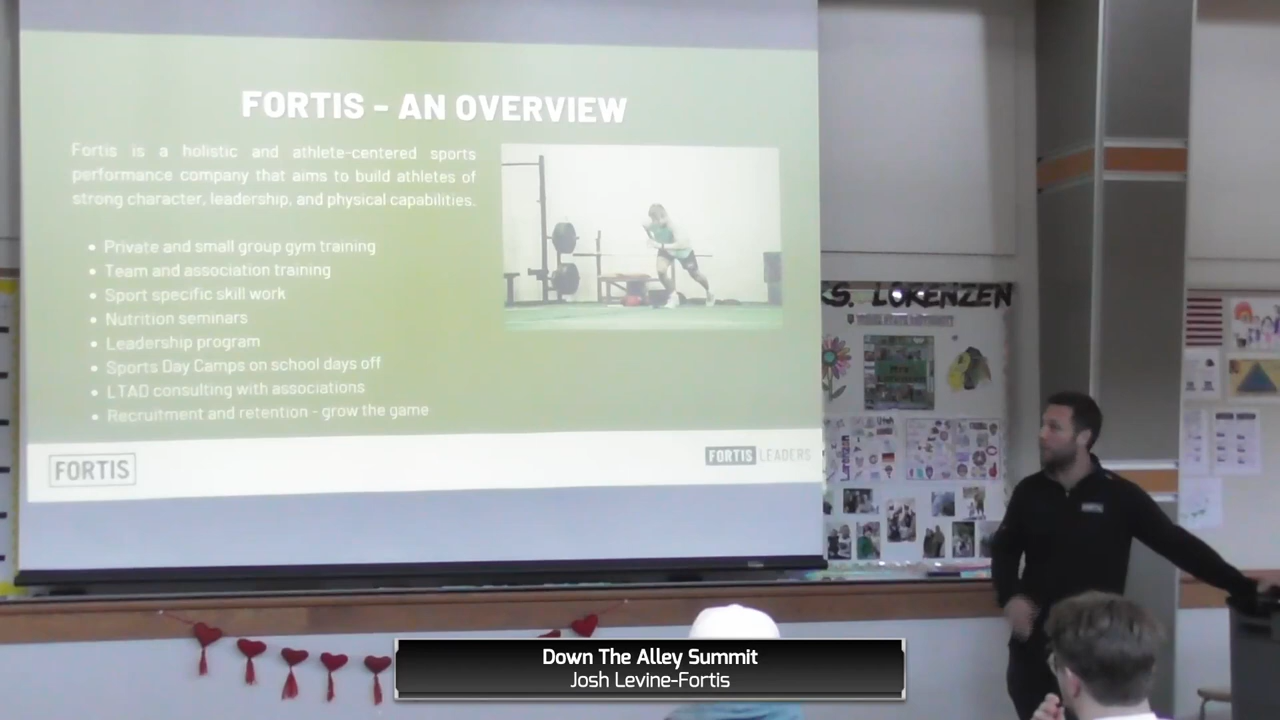 FORTIS - AN OVERVIEW
Fortis is a holistic and athlete-centered sports
performance company that aims to build athletes of
strong character, leadership, and physical capabilities.
• Private and small group gym training
• Team and association training
• Sport specific skill work
• Nutrition seminars
• Leadership program
• Sports Day Camps on school days off
• LTAD consulting with associations
• Recruitment and retention - grow the game
FORTIS
FORTIS LEADERS
RS. LORENZEN
FORTIS
Down The Alley Summit
Josh Levine-Fortis